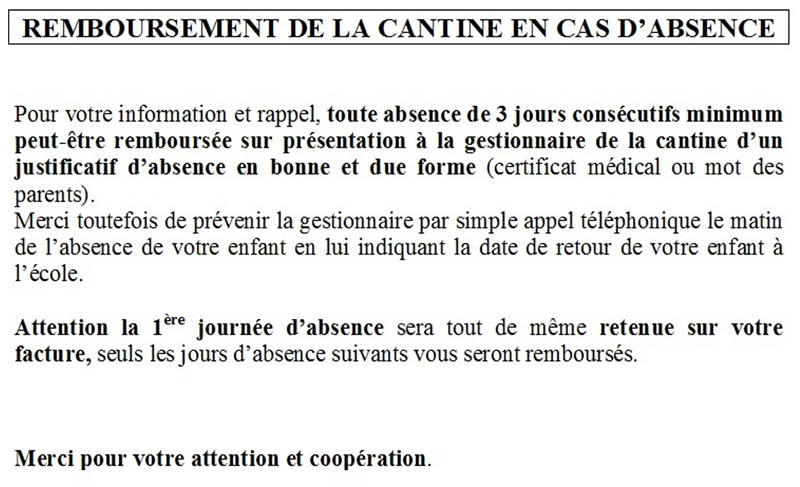 REMBOURSEMENT DE LA CANTINE EN CAS D’ABSENCE
Pour votre information et rappel, toute absence de 3 jours consécutifs minimum
peut-être remboursée sur présentation à la gestionnaire de la cantine d’un
justificatif d’absence en bonne et due forme (certificat médical ou mot des
parents).
Merci toutefois de prévenir la gestionnaire par simple appel téléphonique le matin
de l’absence de votre enfant en lui indiquant la date de retour de votre enfant à
l’école.
Attention la 1ère journée d’absence sera tout de même retenue sur votre
facture, seuls les jours d’absence suivants vous seront remboursés.
Merci pour votre attention et coopération.